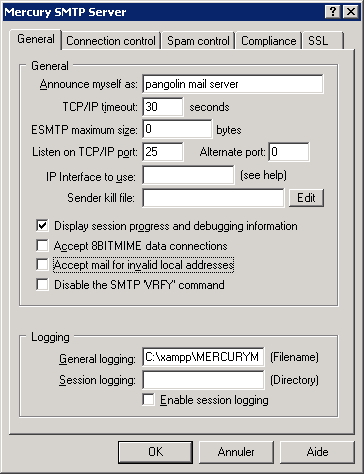 Mercury SMTP Server
General Connection control Spam control Compliance SSL
General
Announce myself as: pangolin mail server
TCP/IP timeout: 30 seconds
ESMTP maximum size: 0 bytes
Listen on TCP/IP port: 25 Alternate port: 0
IP Interface to use: (see help)
Sender kill file: Edit
Display session progress and debugging information
Accept 8BITMIME data connections
Accept mail for invalid local addresses
Disable the SMTP 'VRFY' command
Logging
General logging: C:\xampp\MERCURYM (Filename)
Session logging: (Directory)
Enable session logging
OK Annuler Aide